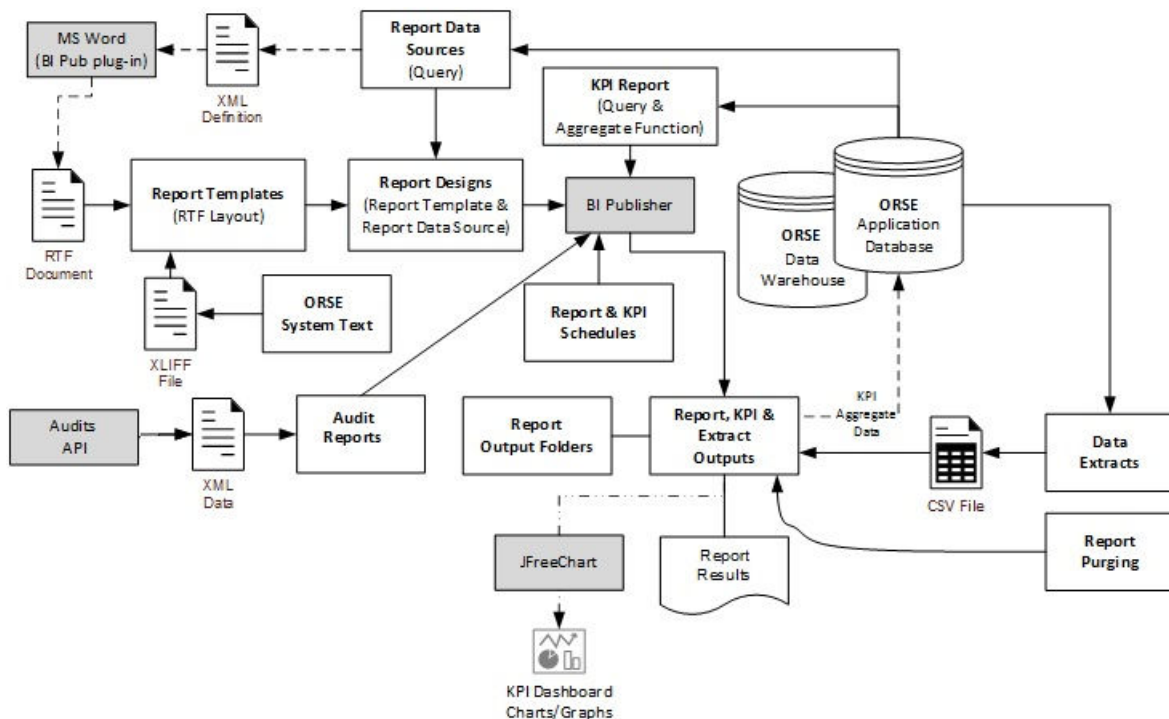 MS Word
(BI Pub plug-in)
XML
Definition
Report Data
Sources
(Query)
KPI Report
(Query &
Aggregate Function)
RTF
Document
Report Templates
(RTF Layout)
Report Designs
(Report Template &
Report Data Source)
BI Publisher
ORSE
Data
Warehouse
ORSE
Application
Database
XLIFF
File
ORSE
System Text
Report & KPI
Schedules
Audits
API
XML
Data
Audit
Reports
Report
Output Folders
Report, KPI &
Extract
Outputs
KPI
Aggregate
Data
CSV File
Data
Extracts
Report
Purging
JFreeChart
Report
Results
KPI Dashboard
Charts/Graphs